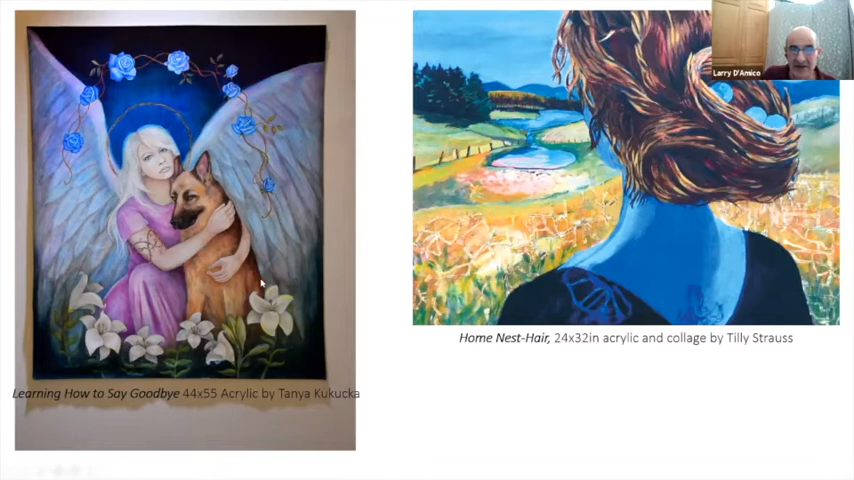 Larry D'Amico
Learning How to Say Goodbye 44x55 Acrylic by Tanya Kukucka
Home Nest-Hair, 24x32in acrylic and collage by Tilly Strauss